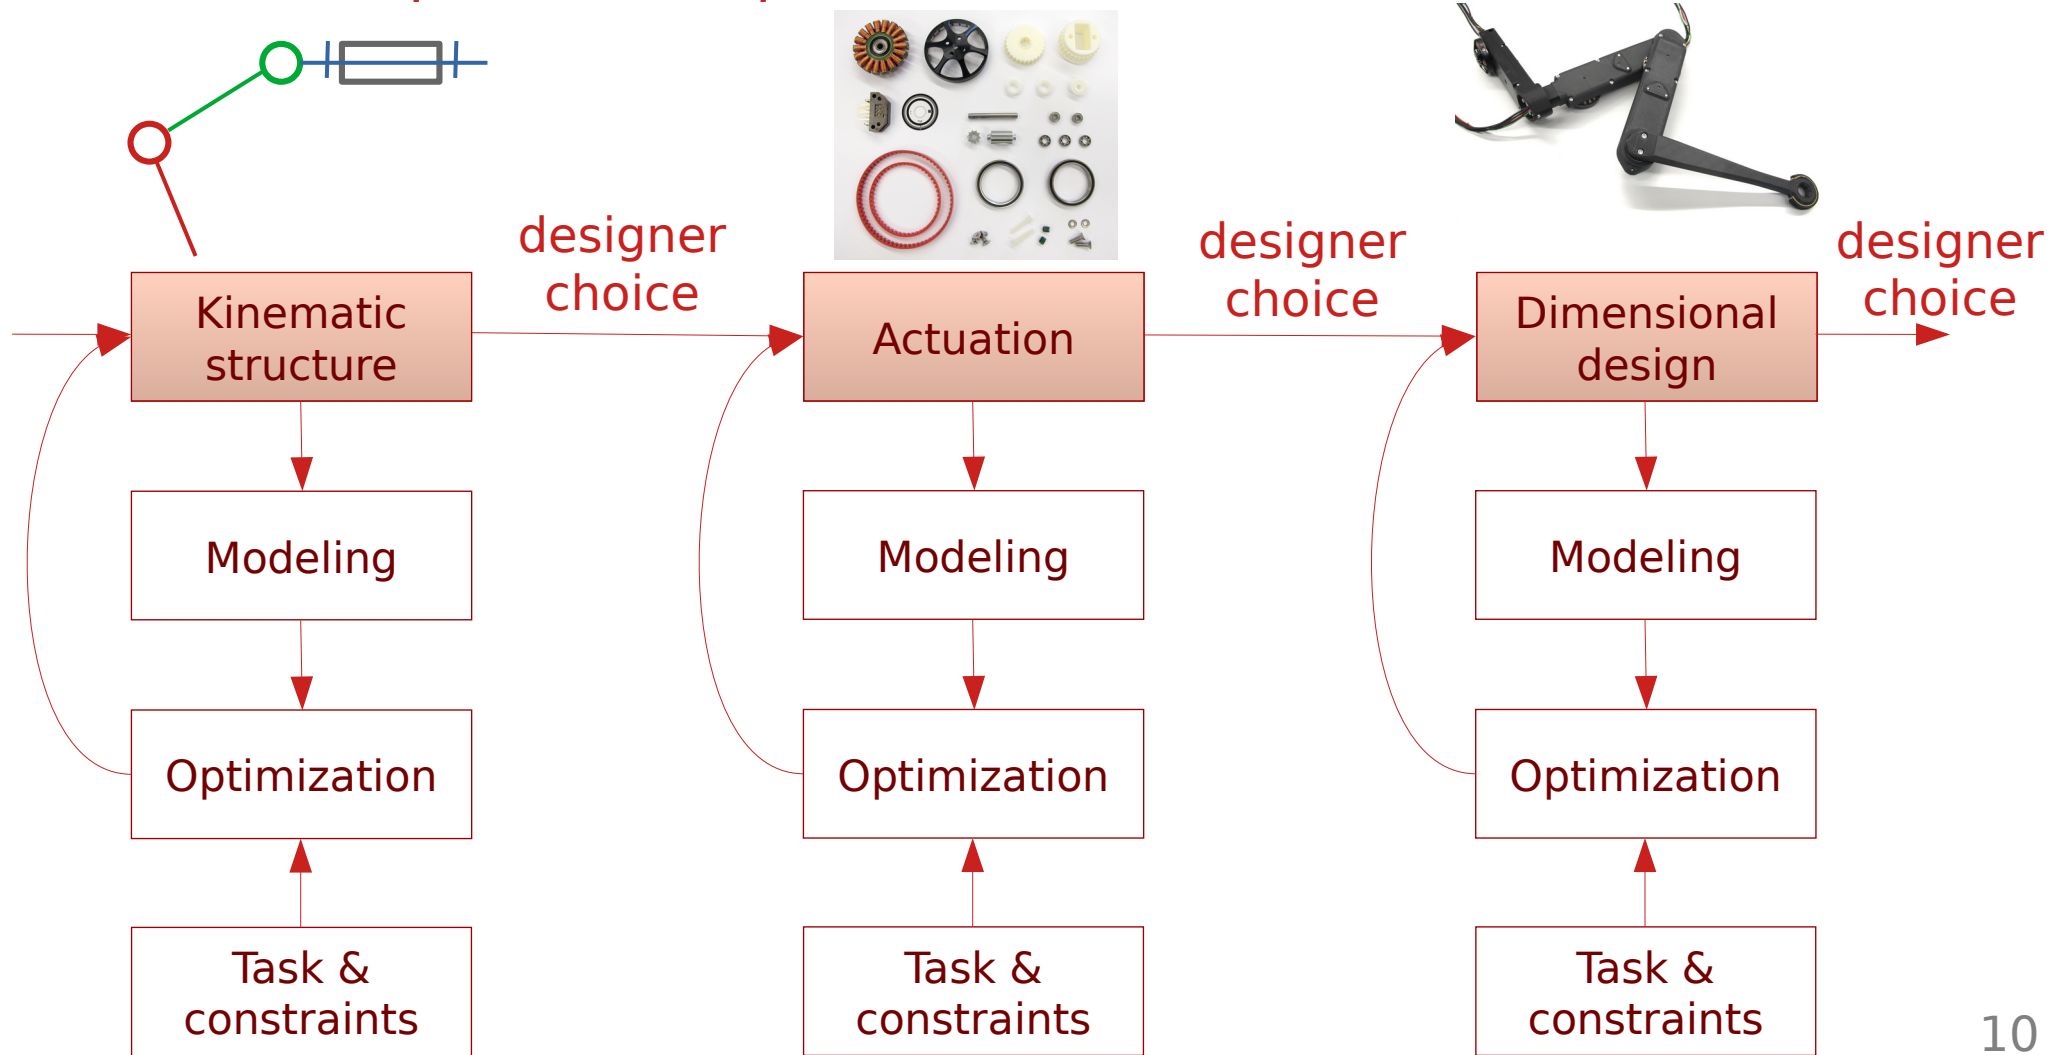 designer
choice
designer
choice
designer
choice
Kinematic
structure
Actuation
Dimensional
design
Modeling
Modeling
Modeling
Optimization
Optimization
Optimization
Task &
constraints
Task &
constraints
Task &
constraints
10